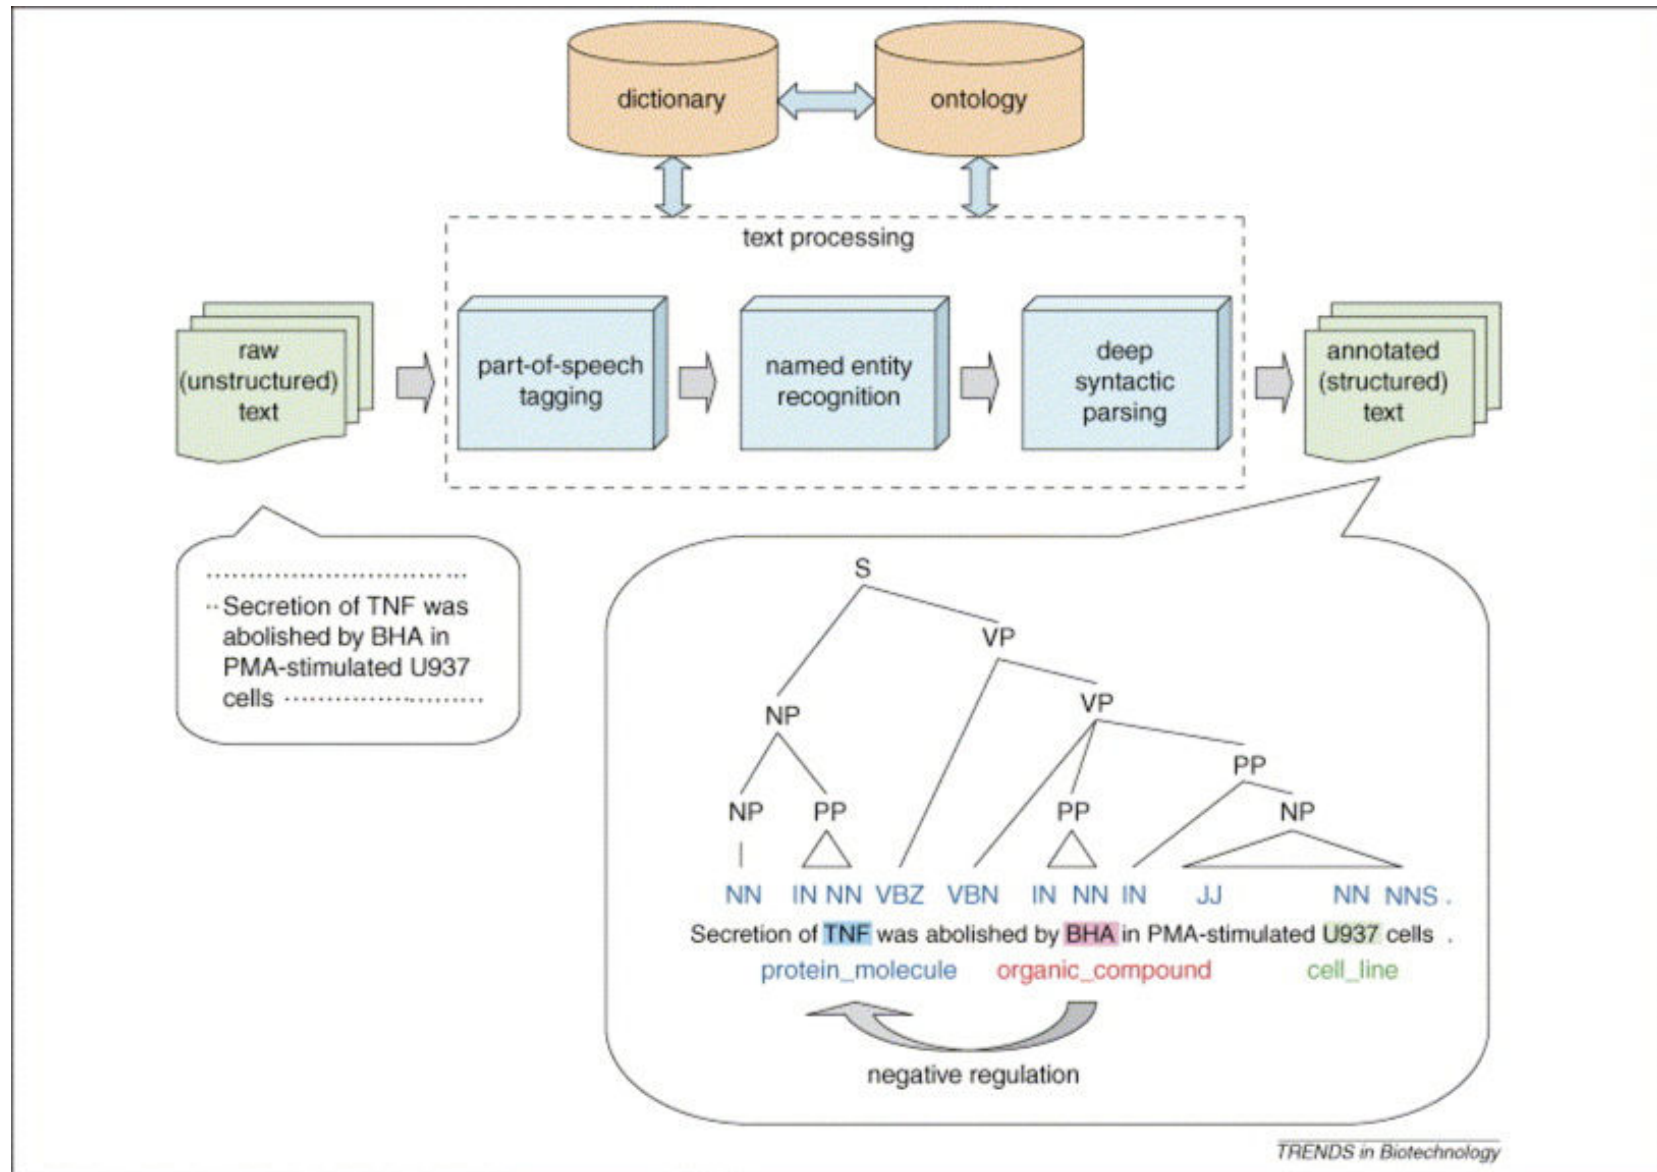 dictionary
ontology
text processing
raw
(unstructured)
text
part-of-speech
tagging
named entity
recognition
deep
syntactic
parsing
annotated
(structured)
text
Secretion of TNF was
abolished by BHA in
PMA-stimulated U937
cells
S
VP
NP
VP
PP
NP
PP
PP
NP
NN IN NN VBZ VBN IN NN IN JJ NN NNS .
Secretion of TNF was abolished by BHA in PMA-stimulated U937 cells .
protein_molecule organic_compound cell_line
negative regulation
TRENDS in Biotechnology